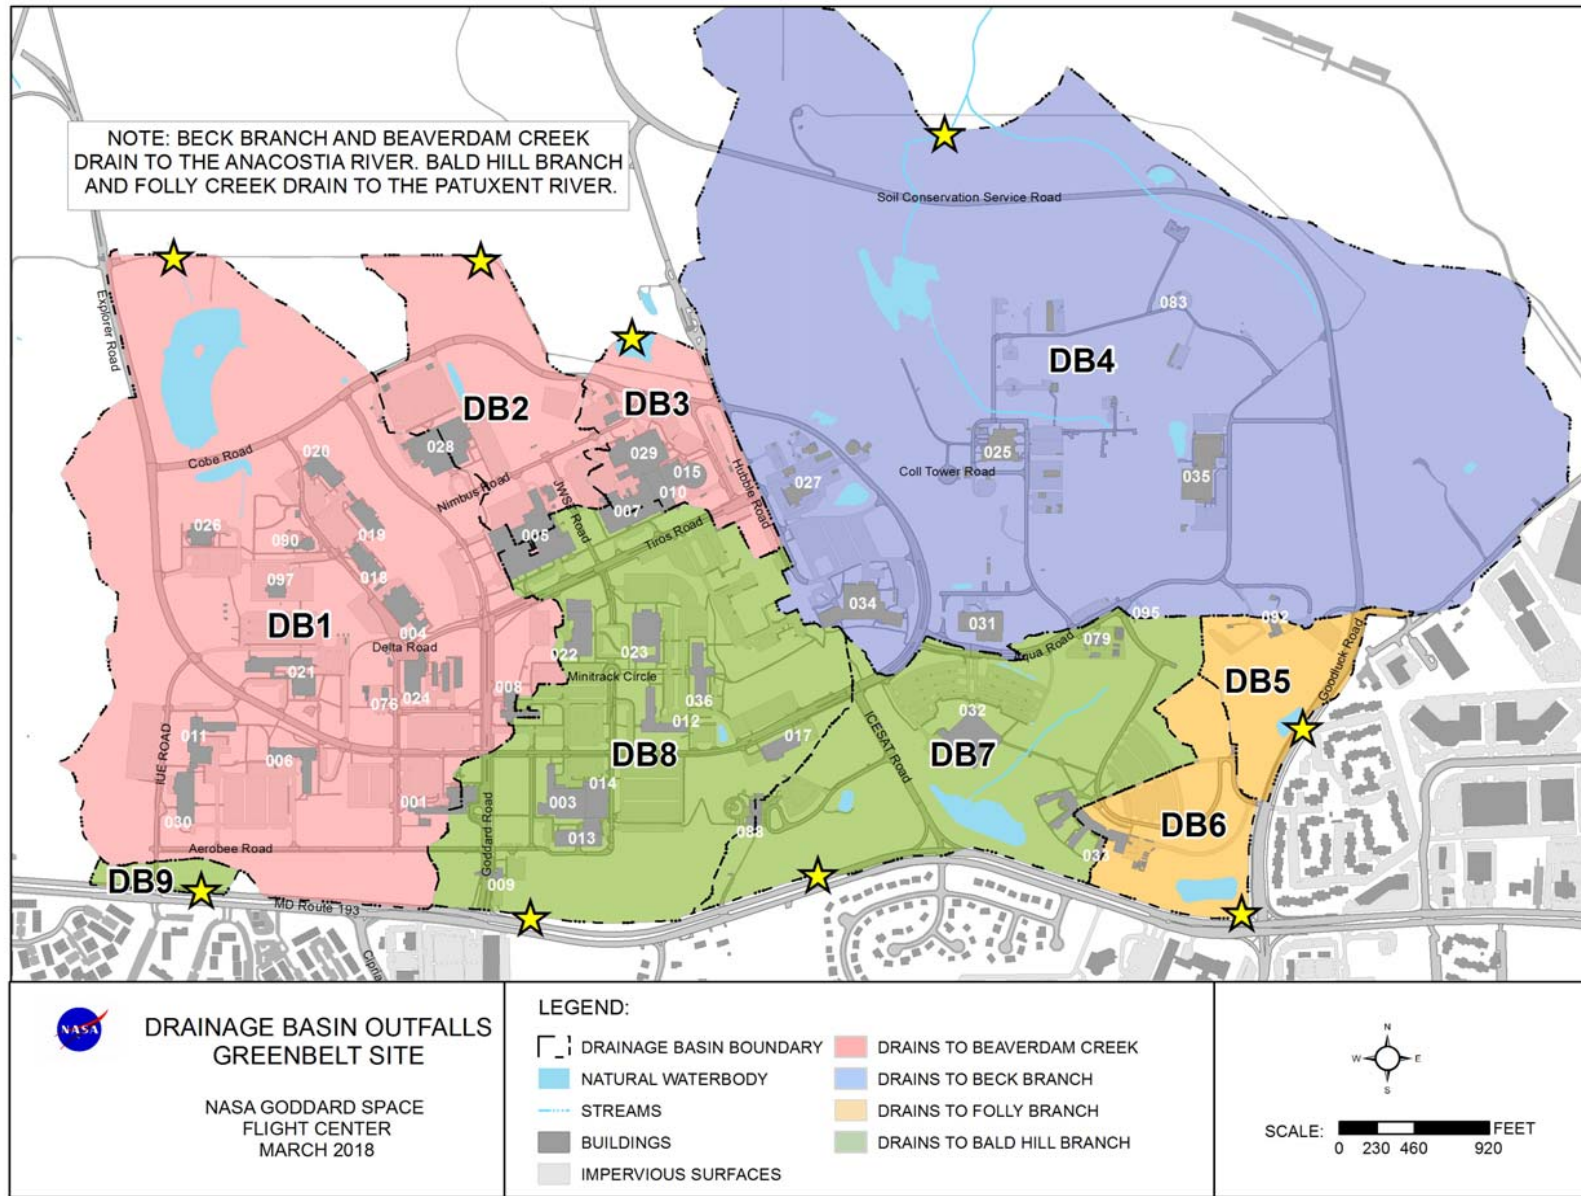 NOTE: BECK BRANCH AND BEAVERDAM CREEK
DRAIN TO THE ANACOSTIA RIVER. BALD HILL BRANCH
AND FOLLY CREEK DRAIN TO THE PATUXENT RIVER.
Soil Conservation Service Road
Explorer Road
083
DB4
DB2
DB3
028
029
Cobe Road
020
015
Hubble Road
025
Coll Tower Road
035
027
Nimbus Road
JWST Road
010
007
026
090
019
005
Tiros Road
097
018
034
031
095
092
DB1
004
Delta Road
022
023
079
Aqua Road
Goodluck Road
021
076
024
008
Minitrack Circle
036
DB5
012
032
ICESAT Road
011
IUE ROAD
006
DB8
017
DB7
014
001
003
030
Goddard Road
088
DB6
013
033
Aerobee Road
DB9
009
MD Route 193
NASA
DRAINAGE BASIN OUTFALLS
GREENBELT SITE
NASA GODDARD SPACE
FLIGHT CENTER
MARCH 2018
LEGEND:
DRAINAGE BASIN BOUNDARY
NATURAL WATERBODY
STREAMS
BUILDINGS
IMPERVIOUS SURFACES
DRAINS TO BEAVERDAM CREEK
DRAINS TO BECK BRANCH
DRAINS TO FOLLY BRANCH
DRAINS TO BALD HILL BRANCH
N
W E
S
SCALE: FEET
0 230 460 920